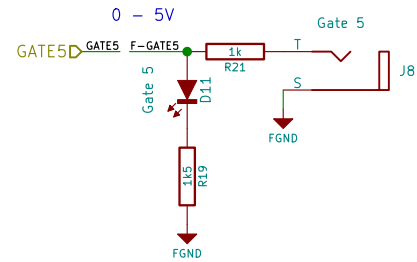 0 - 5V
Gate 5
GATE5
GATE5
F-GATE5
1k
R21
T
S
J8
Gate 5
D11
FGND
1k5
R19
FGND